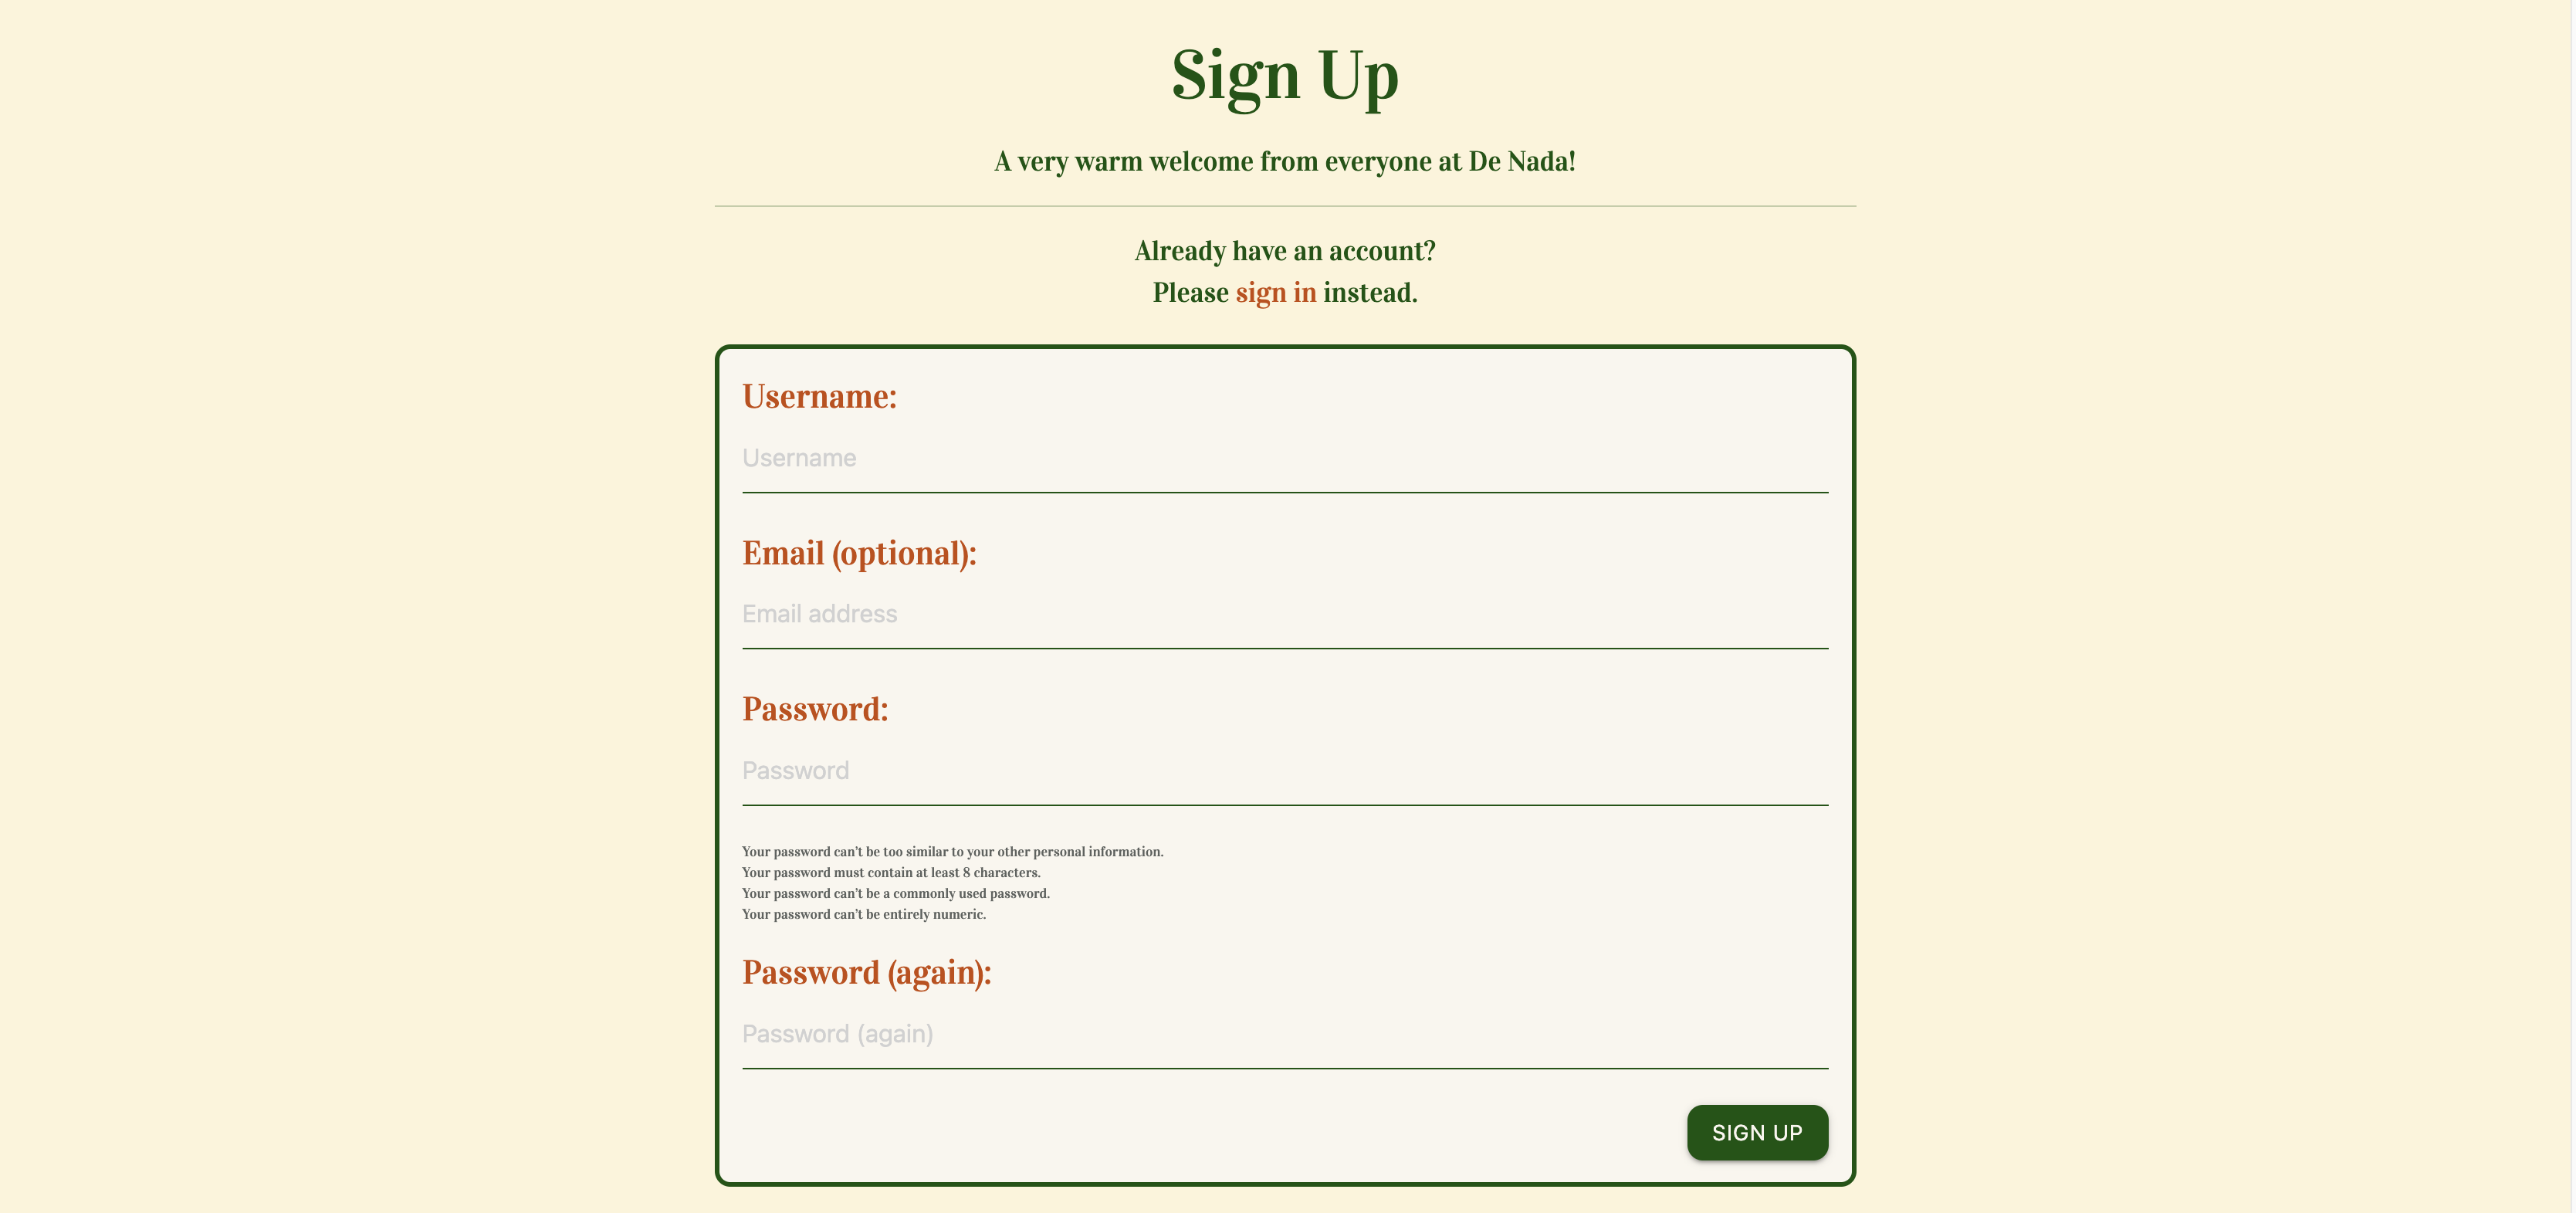 Sign Up
A very warm welcome from everyone at De Nada!
Already have an account?
Please sign in instead.
Username:
Username
Email (optional):
Email address
Password:
Password
Your password can’t be too similar to your other personal information.
Your password must contain at least 8 characters.
Your password can’t be a commonly used password.
Your password can’t be entirely numeric.
Password (again):
Password (again)
SIGN UP